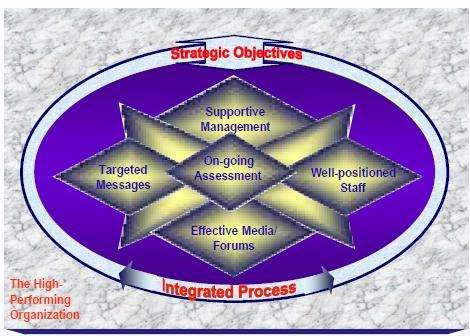 Strategic Objectives
Supportive
Management
On-going
Assessment
Targeted
Messages
Well-positioned
Staff
Effective Media/
Forums
Integrated Process
The High-
Performing
Organization